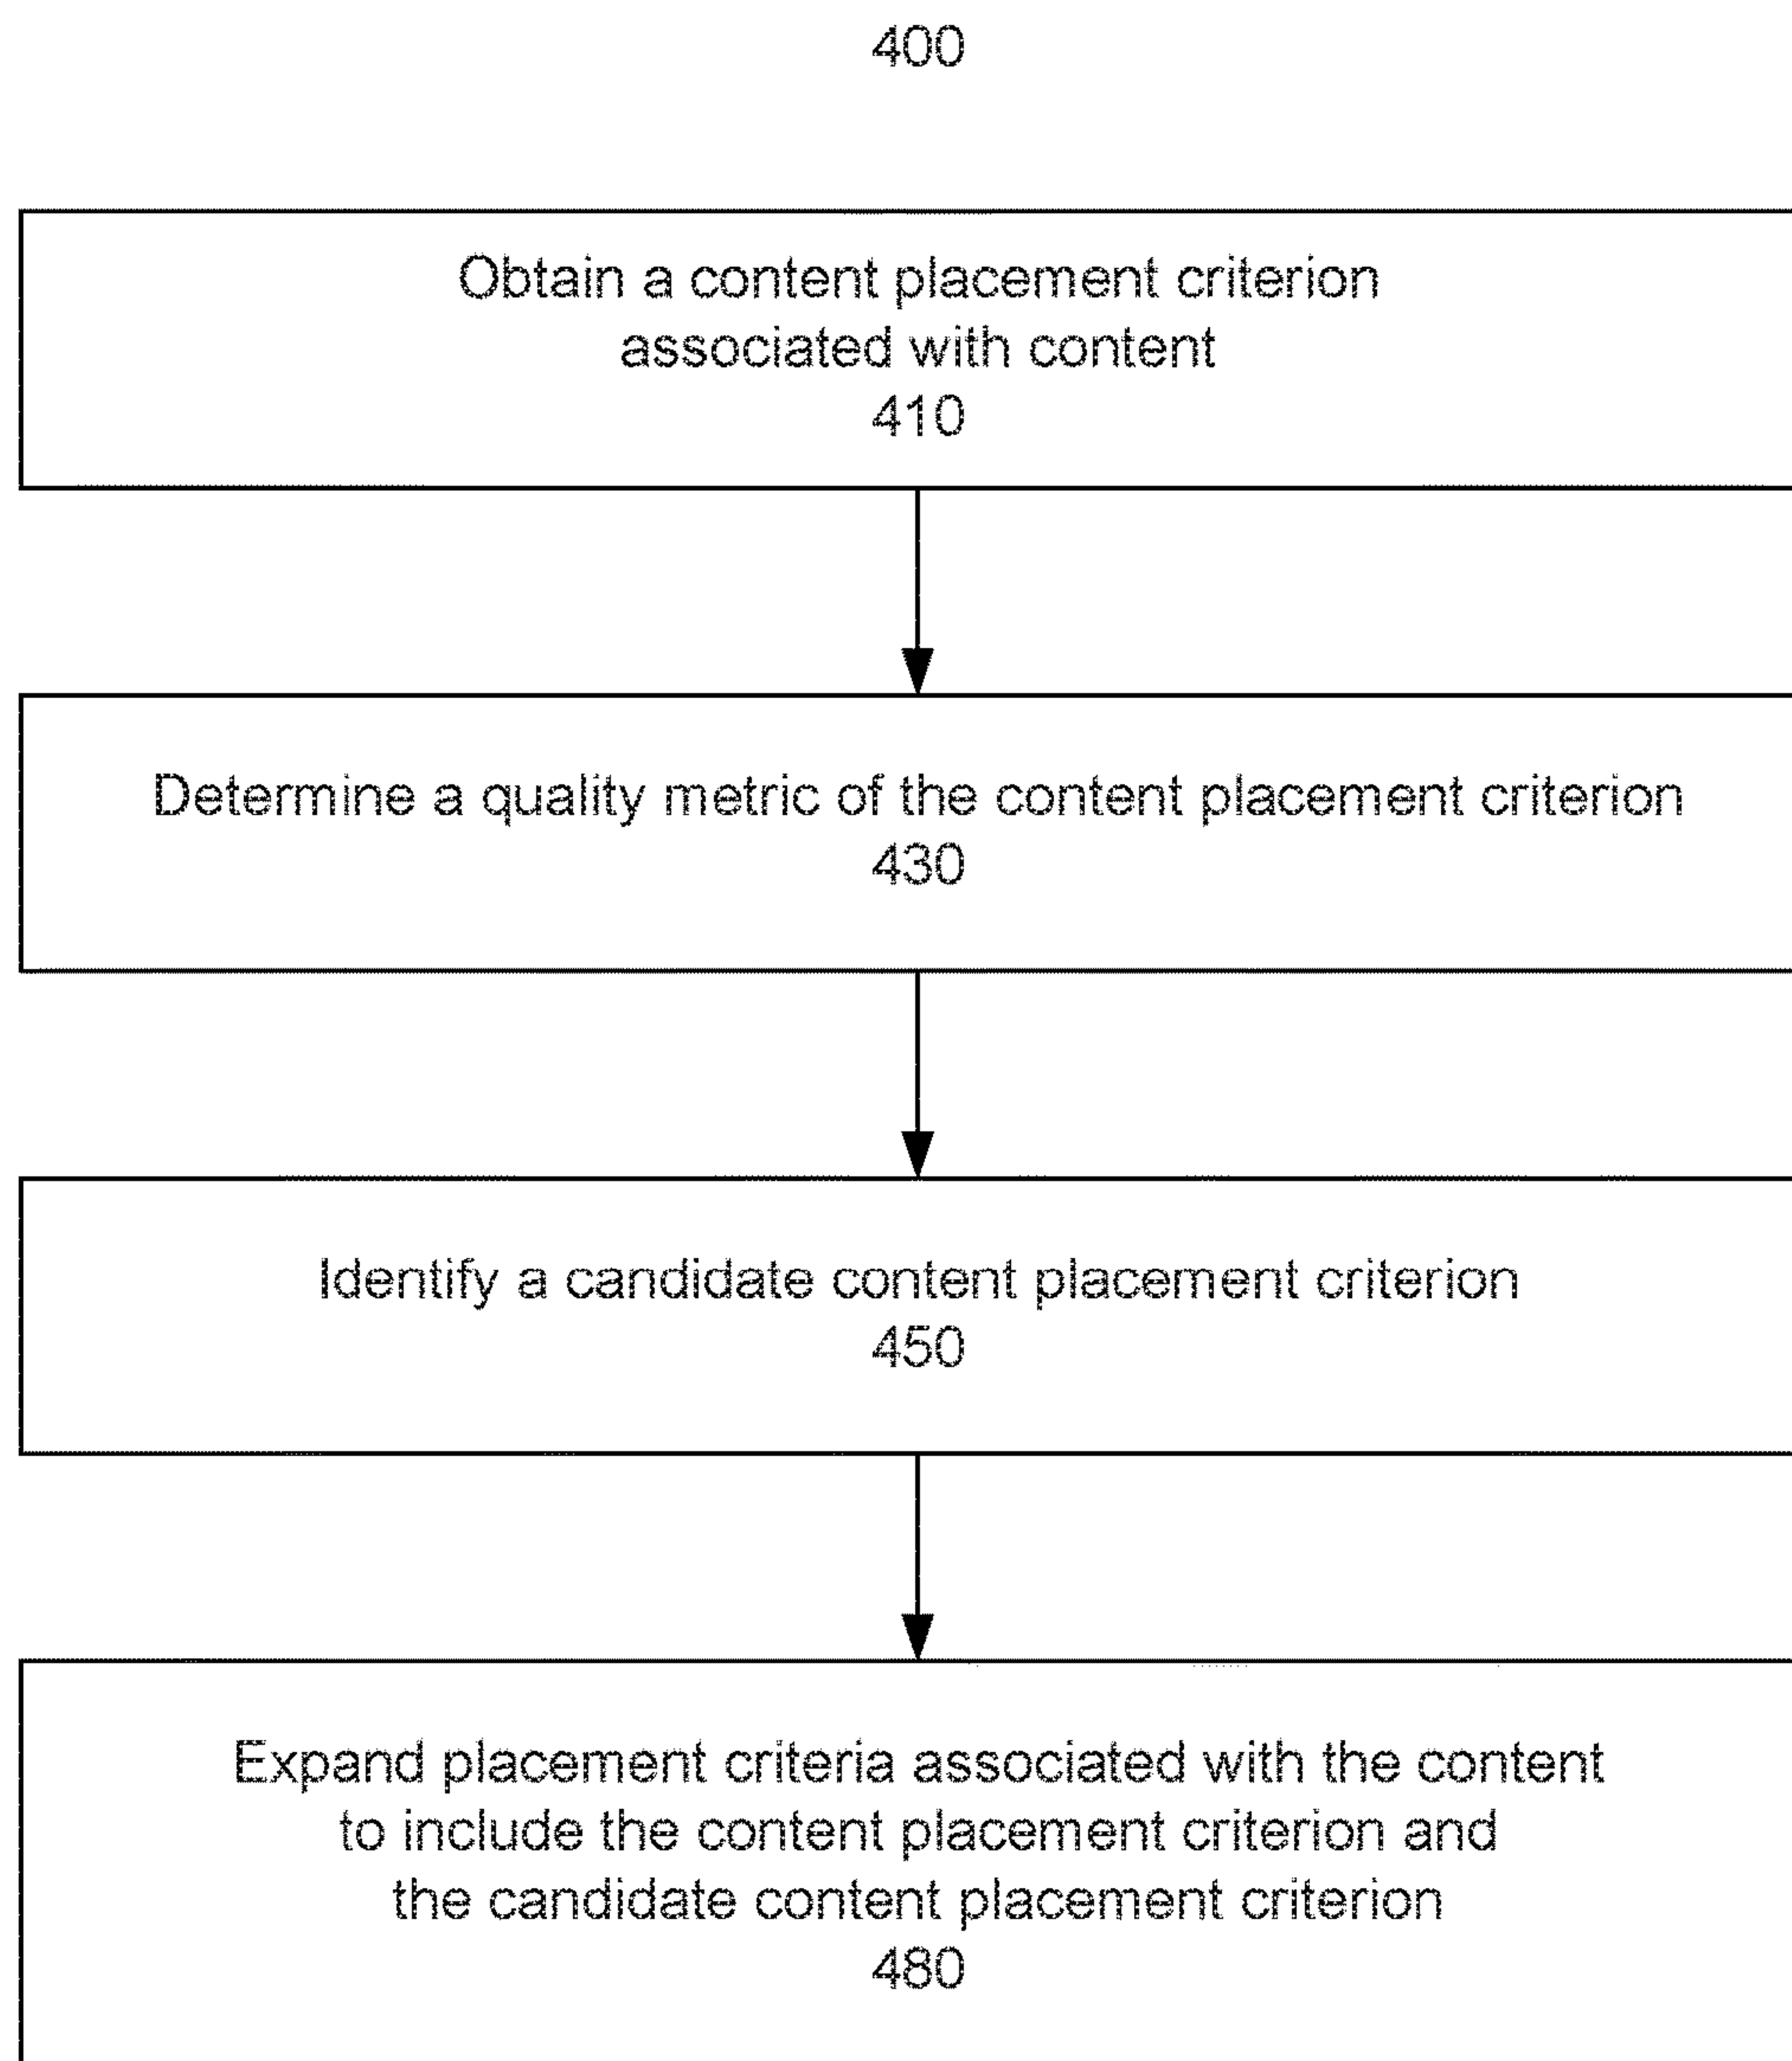 400
Obtain a content placement criterion
associated with content
410
Determine a quality metric of the content placement criterion
430
Identify a candidate content placement criterion
450
Expand placement criteria associated with the content
to include the content placement criterion and
the candidate content placement criterion
480